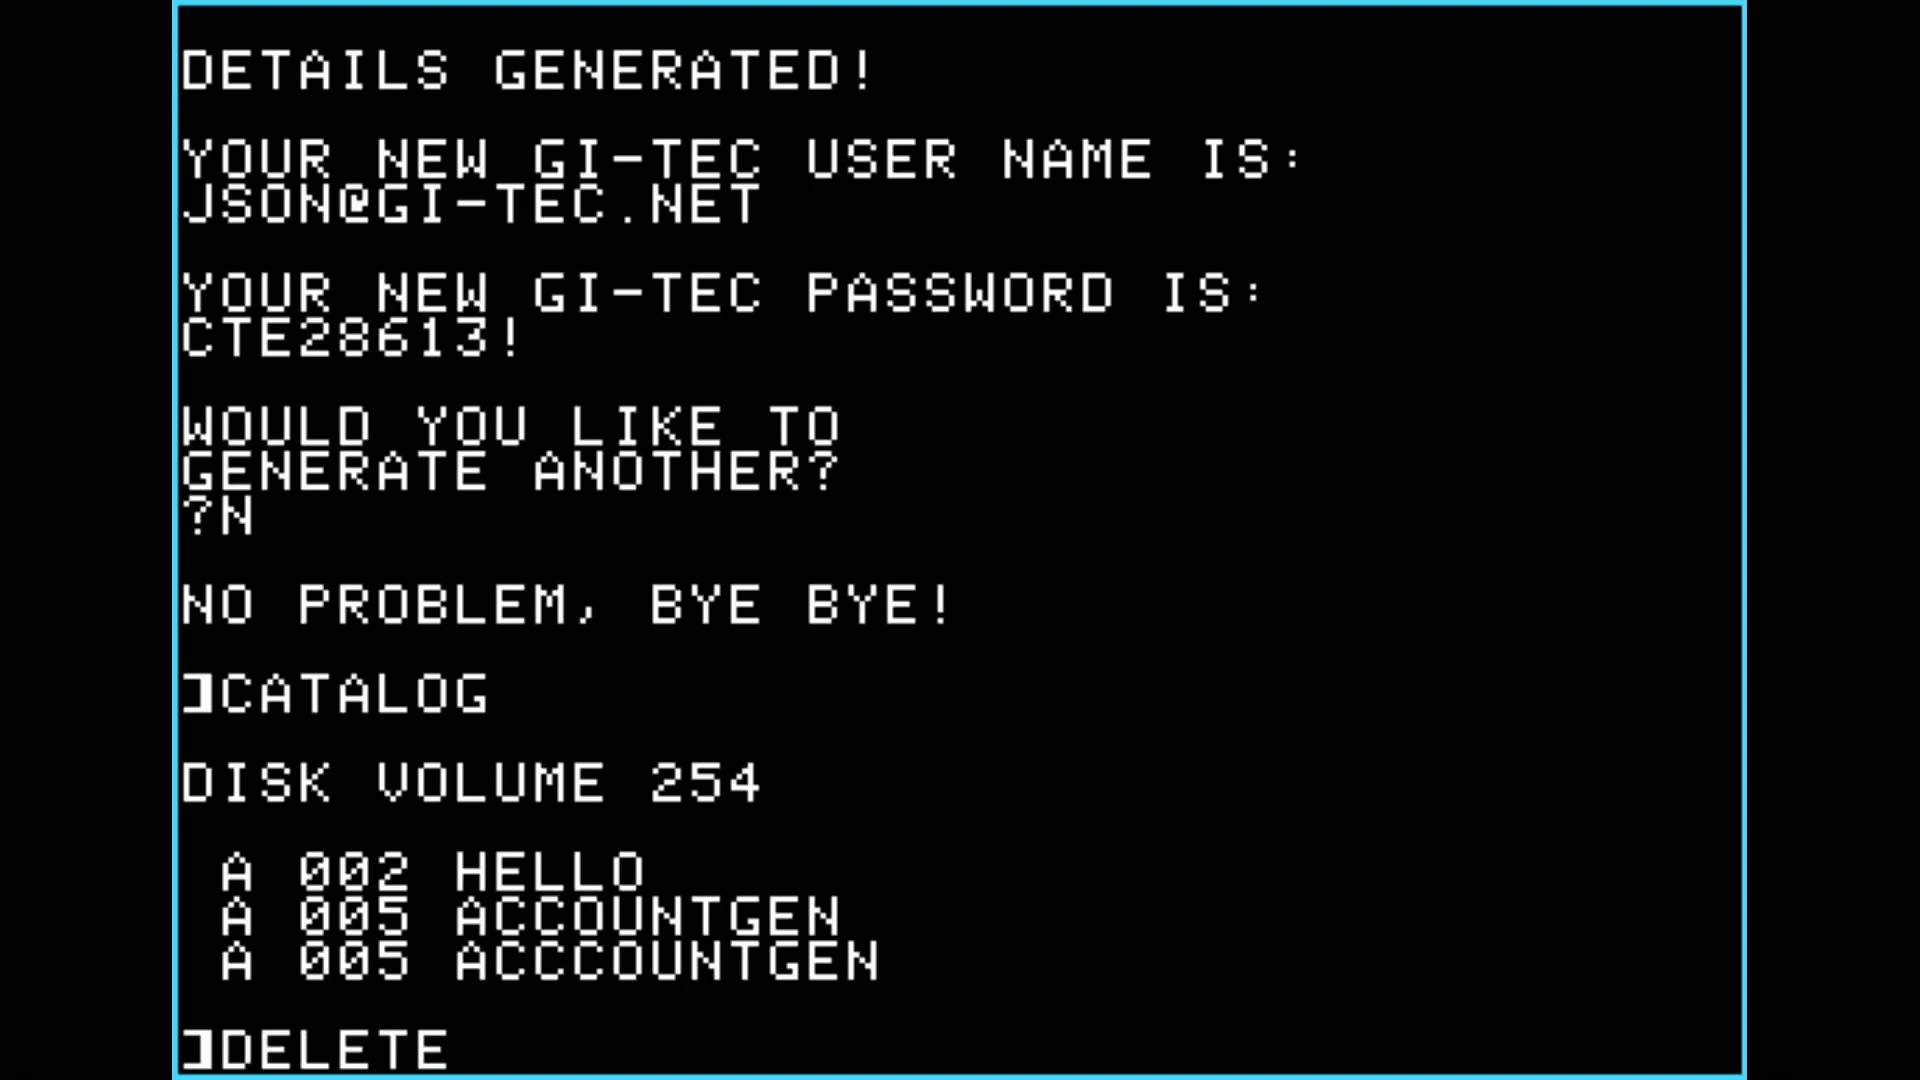 DETAILS GENERATED!
YOUR NEW GI-TEC USER NAME IS:
JSON@GI-TEC.NET
YOUR NEW GI-TEC PASSWORD IS:
CTE28613!
WOULD YOU LIKE TO
GENERATE ANOTHER?
?N
NO PROBLEM, BYE BYE!
]CATALOG
DISK VOLUME 254
A 002 HELLO
A 005 ACCOUNTGEN
A 005 ACCCOUNTGEN
]DELETE